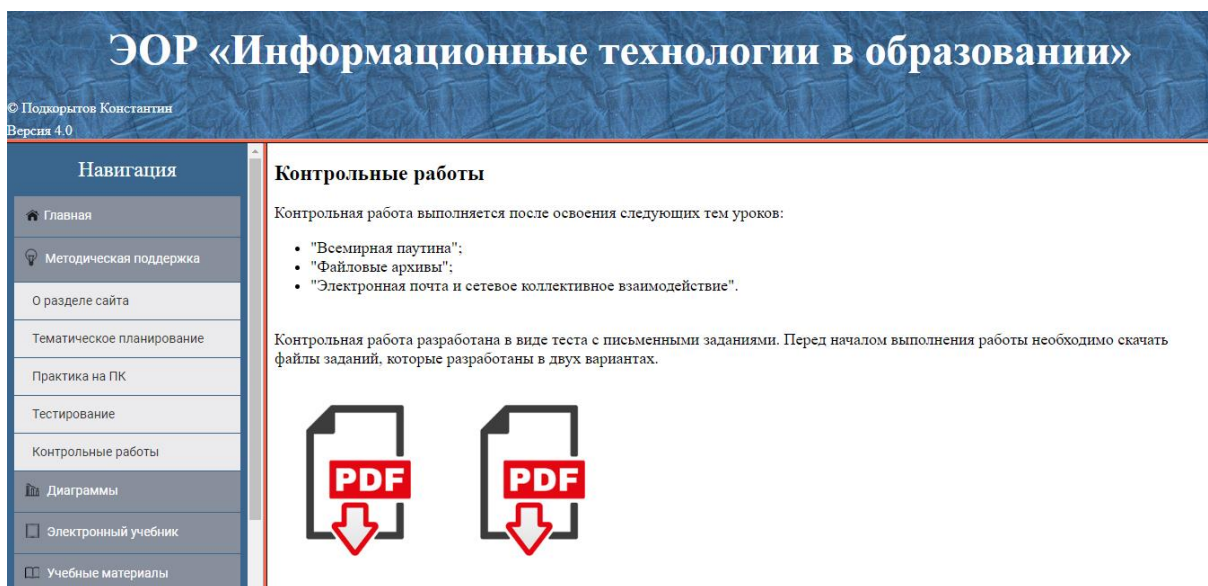 ЭОР «Информационные технологии в образовании»
© Подкорытов Константин
Версия 4.0
Навигация
Главная
Методическая поддержка
О разделе сайта
Тематическое планирование
Практика на ПК
Тестирование
Контрольные работы
Диаграммы
Электронный учебник
Учебные материалы
Контрольные работы
Контрольная работа выполняется после освоения следующих тем уроков:
• "Всемирная паутина";
• "Файловые архивы";
• "Электронная почта и сетевое коллективное взаимодействие".
Контрольная работа разработана в виде теста с письменными заданиями. Перед началом выполнения работы необходимо скачать
файлы заданий, которые разработаны в двух вариантах.
PDF PDF